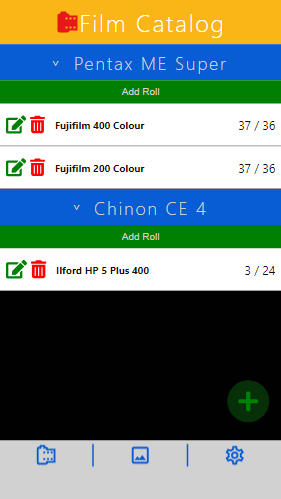 Film Catalog
Pentax ME Super
Add Roll
Fujifilm 400 Colour 37 / 36
Fujifilm 200 Colour 37 / 36
Chinon CE 4
Add Roll
Ilford HP 5 Plus 400 3 / 24